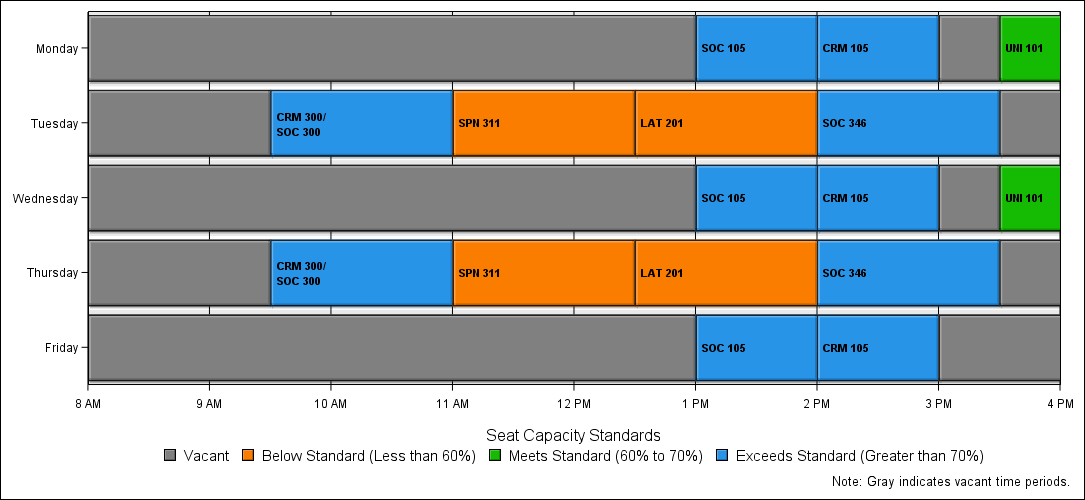 Monday
SOC 105
CRM 105
UNI 101
Tuesday
CRM 300/
SOC 300
SPN 311
LAT 201
SOC 346
Wednesday
SOC 105
CRM 105
UNI 101
Thursday
CRM 300/
SOC 300
SPN 311
LAT 201
SOC 346
Friday
SOC 105
CRM 105
8 AM 9 AM 10 AM 11 AM 12 PM 1 PM 2 PM 3 PM 4 PM
Seat Capacity Standards
Vacant Below Standard (Less than 60%) Meets Standard (60% to 70%) Exceeds Standard (Greater than 70%)
Note: Gray indicates vacant time periods.